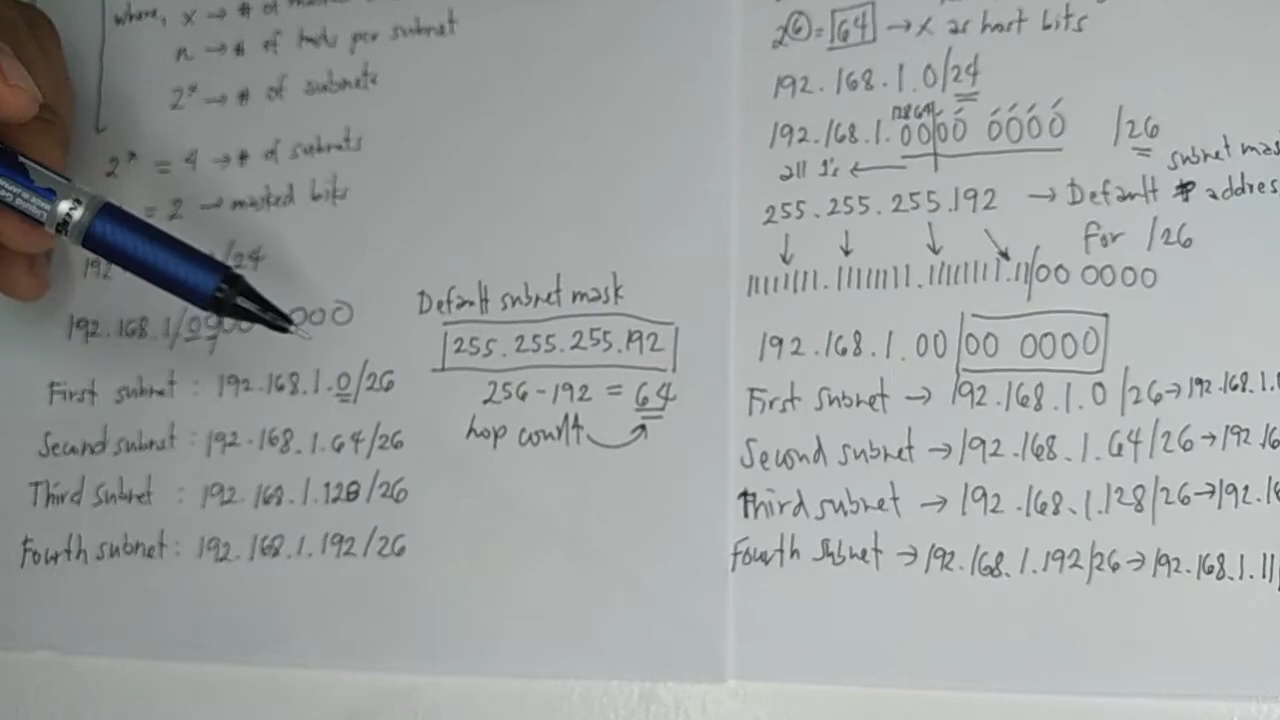 where, x → # of
n → # of hosts per subnet
2ˣ → # of subnets
2ˣ = 4 → # of subnets
= 2 → masked bits
192 /24
192.168.1/0000 000
Default subnet mask
255.255.255.192
256-192 = 64
hop count
First subnet : 192.168.1.0/26
Second subnet : 192.168.1.64/26
Third subnet : 192.168.1.128/26
Fourth subnet : 192.168.1.192/26
2⑥ = 64 → x as host bits
192.168.1.0/24
128 64
192.168.1.0000 0000 /26
all 1's ←
subnet mas
255.255.255.192 → Default # addres
for /26
11111111.11111111.11111111.11/00 0000
192.168.1.00 00 0000
First subnet → 192.168.1.0 /26→192.168.1.
Second subnet → 192.168.1.64/26→192.16
Third subnet → 192.168.1.128/26→192.16
Fourth subnet → 192.168.1.192/26→192.168.1.11